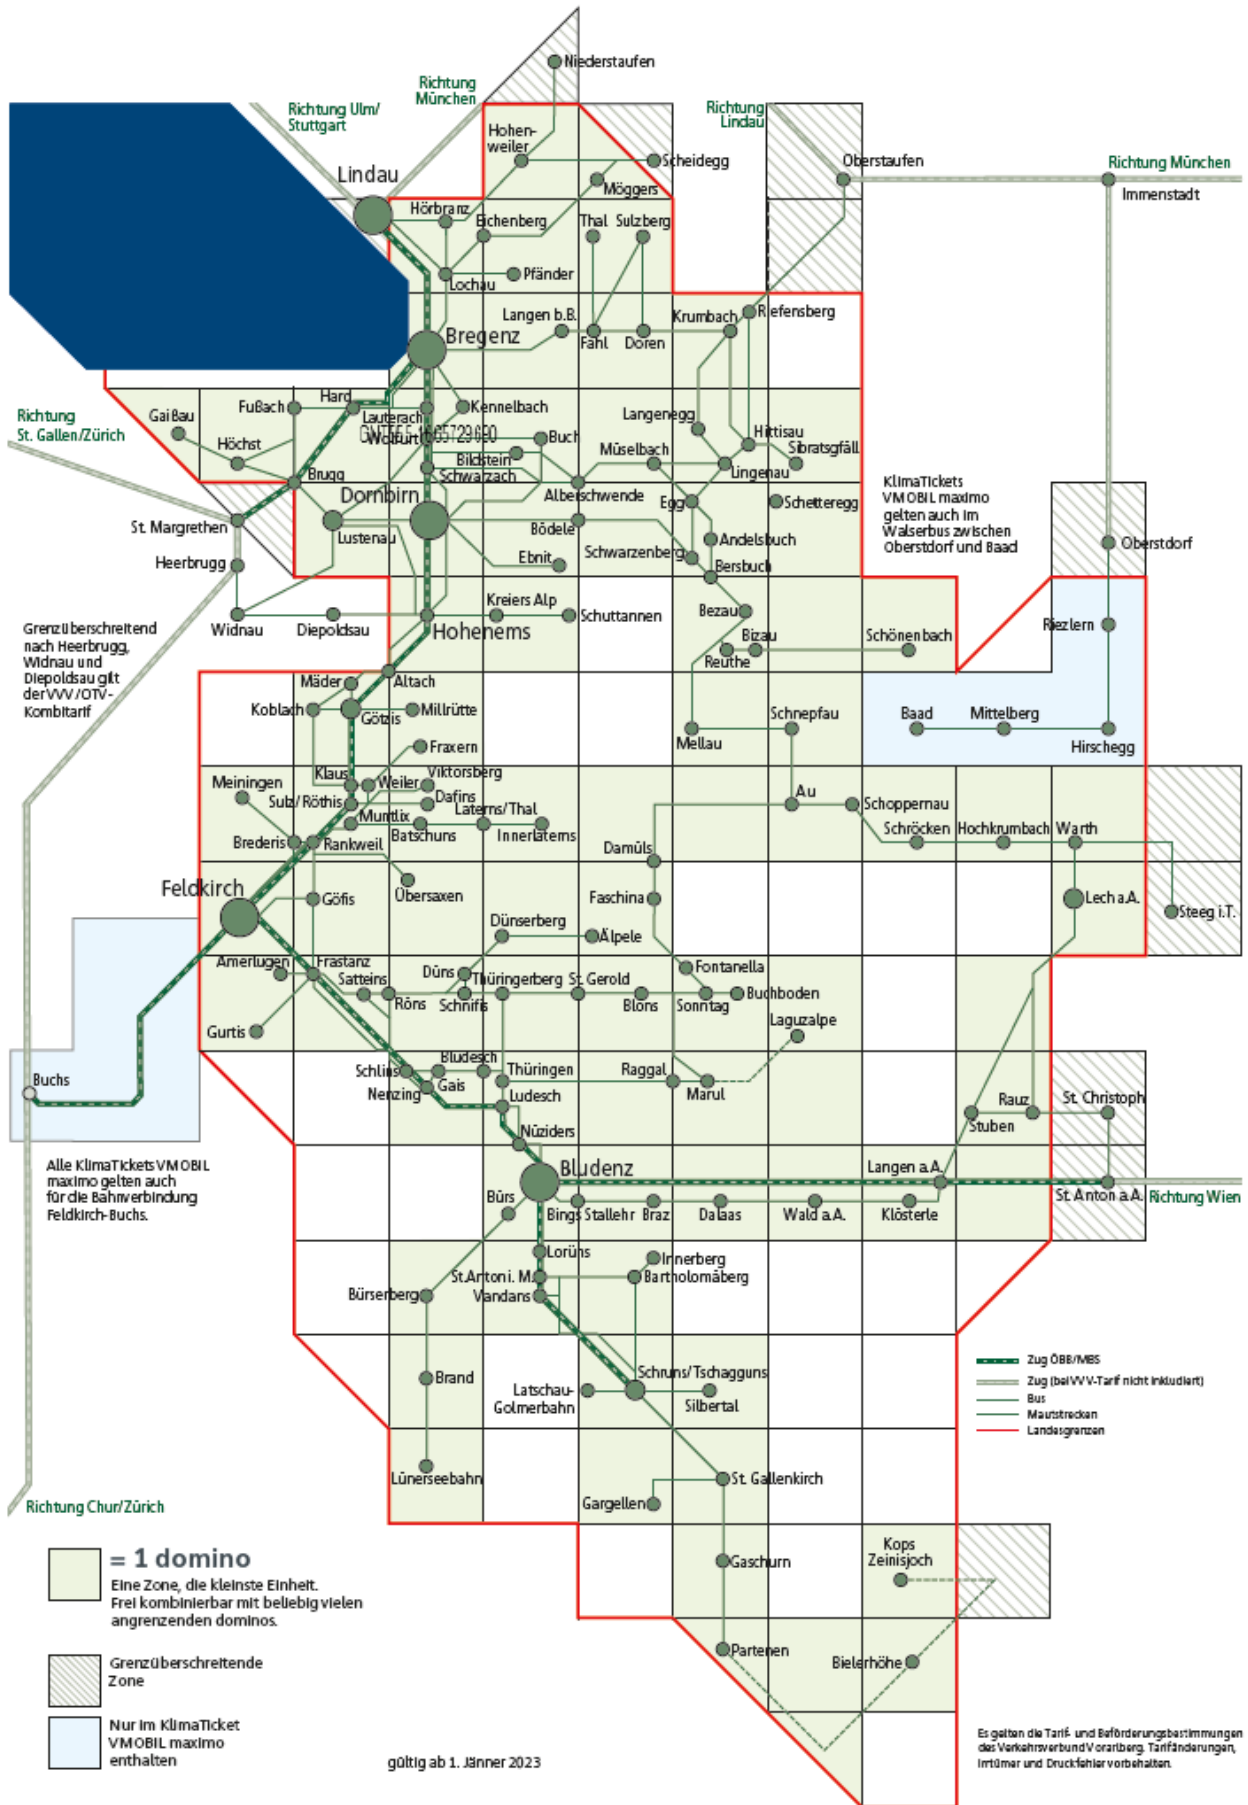 Niederstaufen
Richtung
München
Richtung Ulm/
Stuttgart
Richtung
Lindau
Hohen-
weiler
Scheidegg
Möggers
Oberstaufen
Richtung München
Immenstadt
Lindau
Hörbranz
Eichenberg
Thal
Sulzberg
Lochau
Pfänder
Bregenz
Langen b.B.
Fahl
Doren
Krumbach
Riefensberg
Richtung
St. Gallen/Zürich
Gaißau
Fußach
Hard
Lauterach
Kennelbach
Höchst
Buch
Bildstein
Schwarzach
Langenegg
Müselbach
Hittisau
Sibratsgfäll
Lingenau
Brugg
Dornbirn
Alberschwende
Egg
Schetteregg
St. Margrethen
Lustenau
Bödele
Andelsbuch
Heerbrugg
Ebnit
Schwarzenberg
Bersbuch
KlimaTickets
VMOBIL maximo
gelten auch im
Walserbus zwischen
Oberstdorf und Baad
Oberstdorf
Widnau
Diepoldsau
Hohenems
Kreiers Alp
Schuttannen
Bezau
Bizau
Reuthe
Schönenbach
Riezlern
Grenzüberschreitend
nach Heerbrugg,
Widnau und
Diepoldsau gilt
der VVV/OTV-
Kombitarif
Mäder
Altach
Koblach
Götzis
Millrütte
Mellau
Schnepfau
Baad
Mittelberg
Hirschegg
Fraxern
Klaus
Weiler
Viktorsberg
Meiningen
Sulz/Röthis
Dafins
Muntlix
Laterns/Thal
Batschuns
Innerlaterns
Brederis
Rankweil
Au
Schoppernau
Schröcken
Hochkrumbach
Warth
Damüls
Feldkirch
Übersaxen
Göfis
Faschina
Lech a.A.
Steeg i.T.
Dünserberg
Älpele
Amerlugen
Frastanz
Satteins
Düns
Thüringerberg
St. Gerold
Fontanella
Röns
Schnifis
Blons
Sonntag
Buchboden
Gurtis
Laguzalpe
Buchs
Bludesch
Schlins
Gais
Thüringen
Raggal
Nenzing
Ludesch
Marul
Rauz
St. Christoph
Stuben
Nüziders
Alle KlimaTickets VMOBIL
maximo gelten auch
für die Bahnverbindung
Feldkirch-Buchs.
Bludenz
Langen a.A.
St. Anton a.A.
Richtung Wien
Bürs
Bings
Stallehr
Braz
Dalaas
Wald a.A.
Klösterle
Lorüns
Innerberg
St.Anton i. M.
Bartholomäberg
Bürserberg
Vandans
Brand
Schruns/Tschagguns
Latschau-
Golmerbahn
Silbertal
Zug ÖBB/MBS
Zug (bei VVV-Tarif nicht inkludiert)
Bus
Mautstrecken
Landesgrenzen
Lünerseebahn
St. Gallenkirch
Gargellen
Richtung Chur/Zürich
= 1 domino
Eine Zone, die kleinste Einheit.
Frei kombinierbar mit beliebig vielen
angrenzenden dominos.
Gaschurn
Kops
Zeinisjoch
Grenzüberschreitende
Zone
Partenen
Bielerhöhe
Nur im KlimaTicket
VMOBIL maximo
enthalten
gültig ab 1. Jänner 2023
Es gelten die Tarif- und Beförderungsbestimmungen
des Verkehrsverbund Vorarlberg. Tarifänderungen,
Irrtümer und Druckfehler vorbehalten.